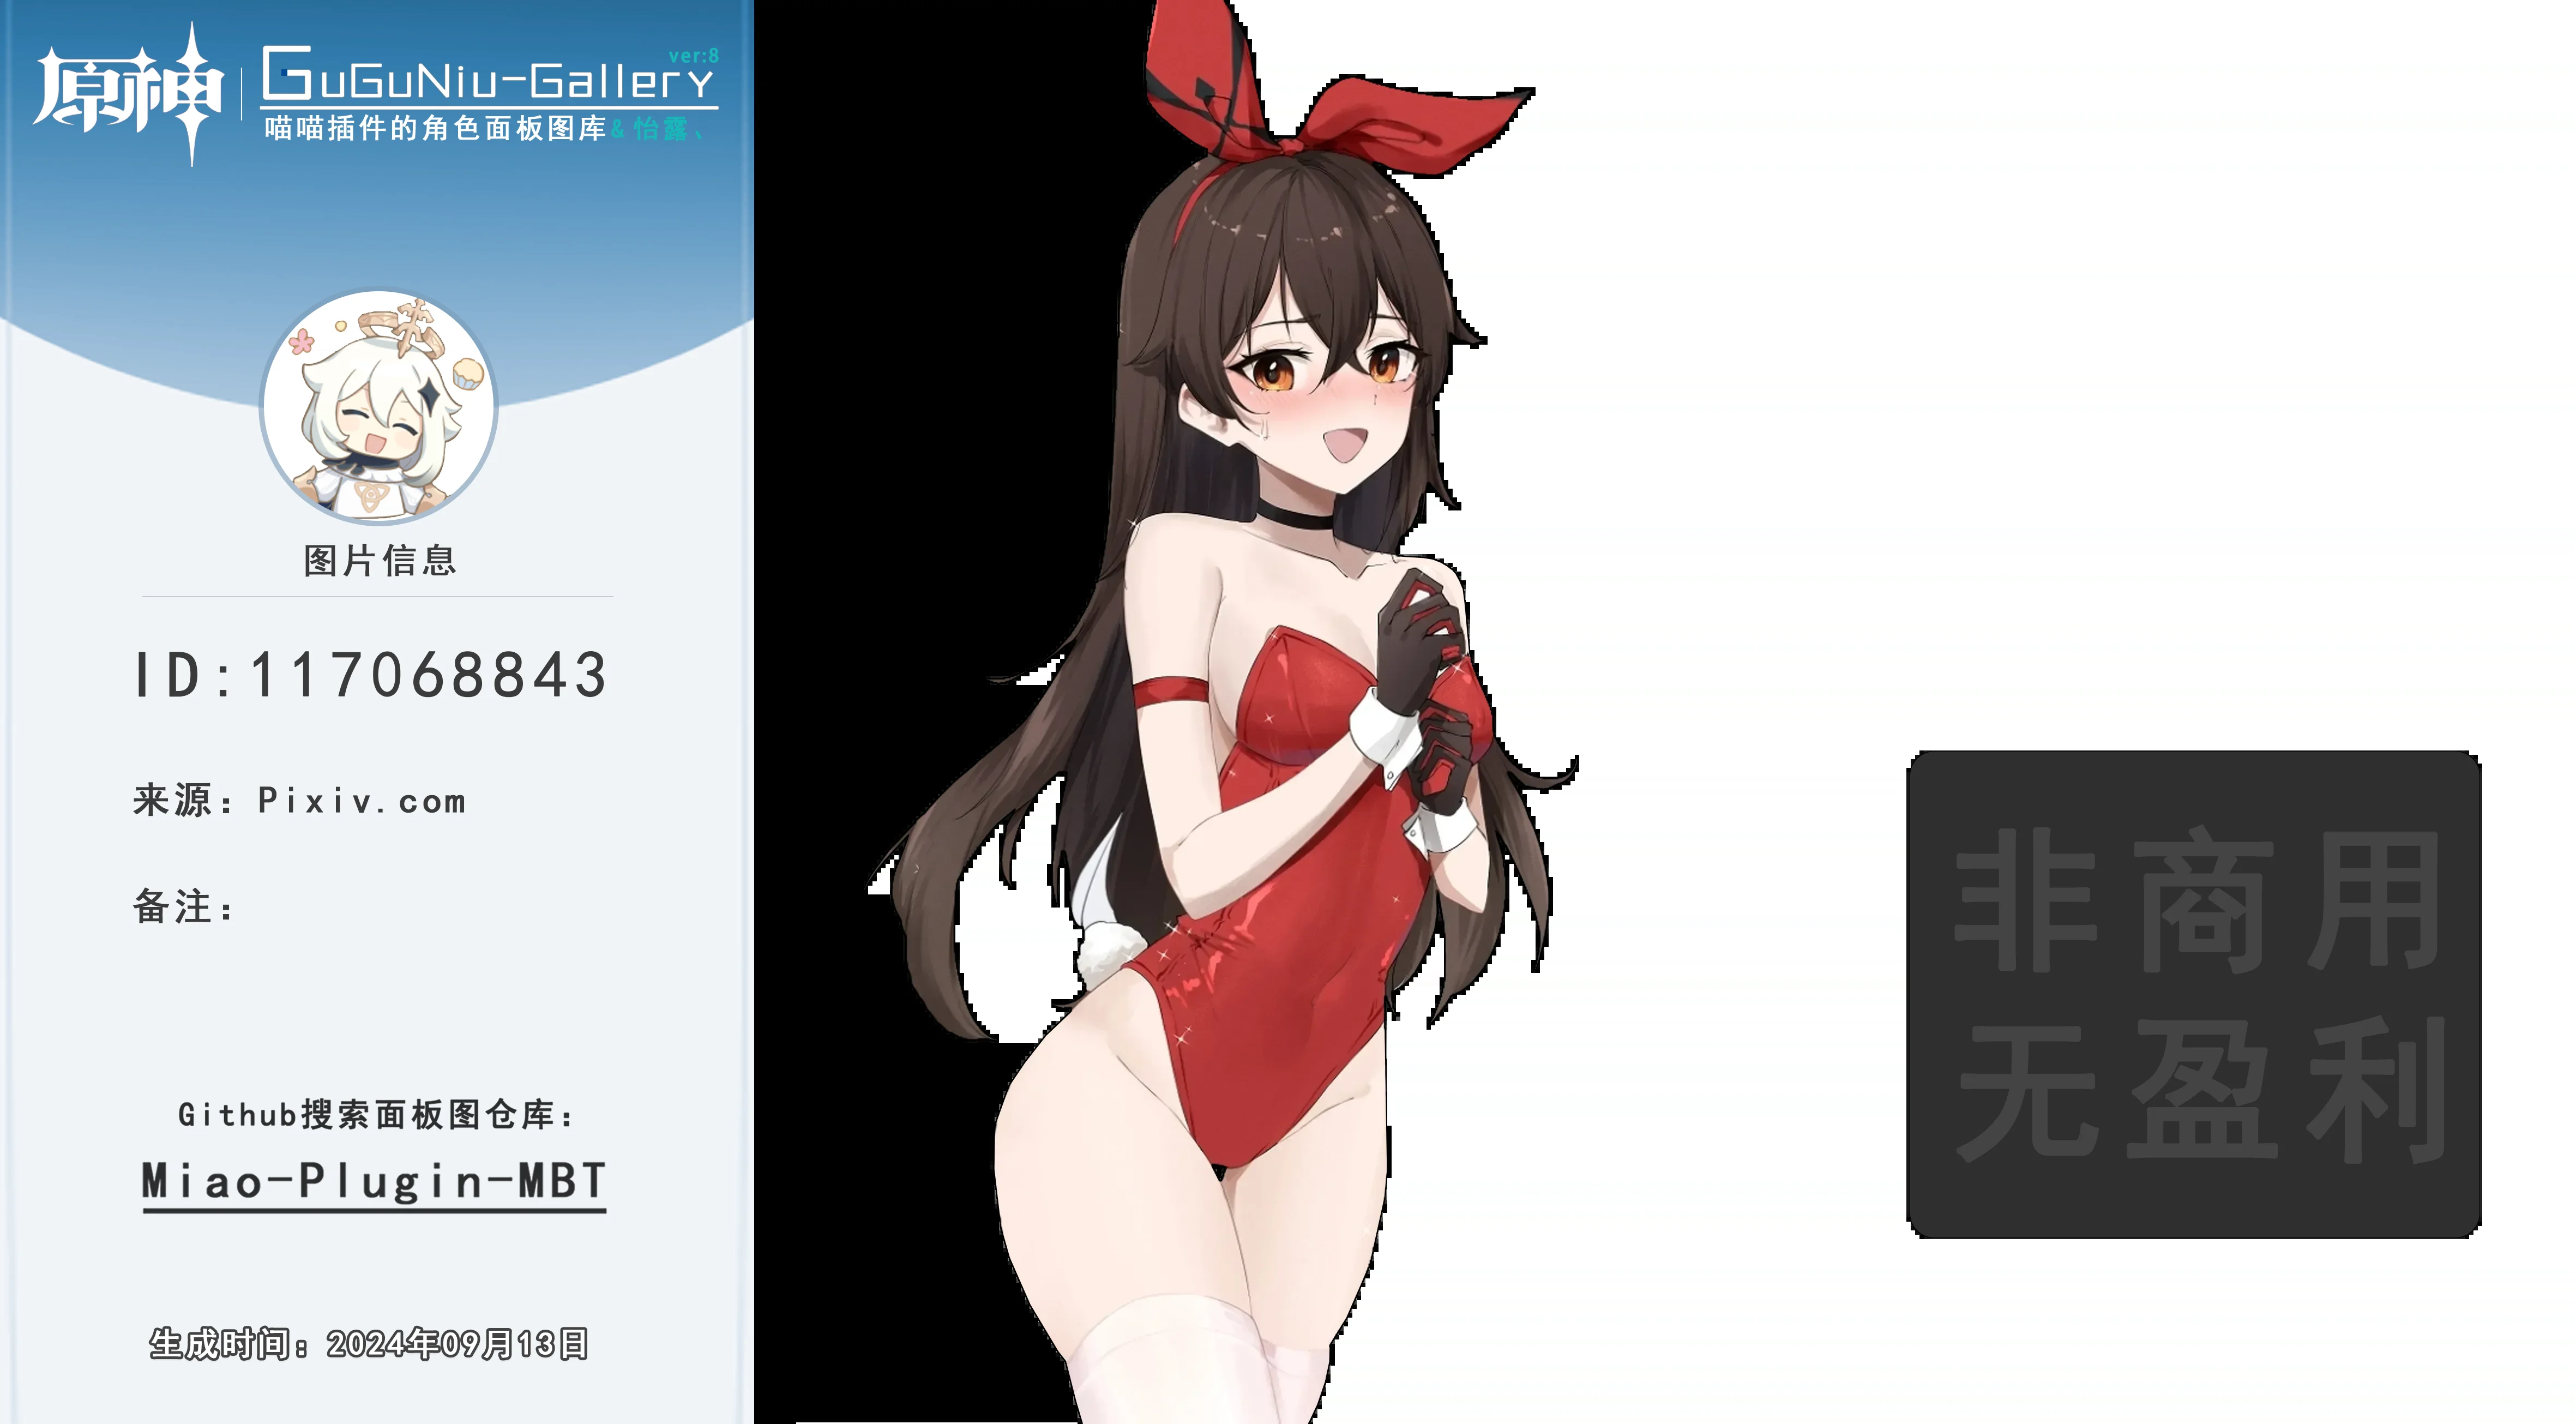 原神
GuGuNiu-Gallery
ver:8
喵喵插件的角色面板图库&怡露、
图片信息
ID:117068843
来源：Pixiv.com
备注：
Github搜索面板图仓库：
Miao-Plugin-MBT
生成时间：2024年09月13日
非商用
无盈利